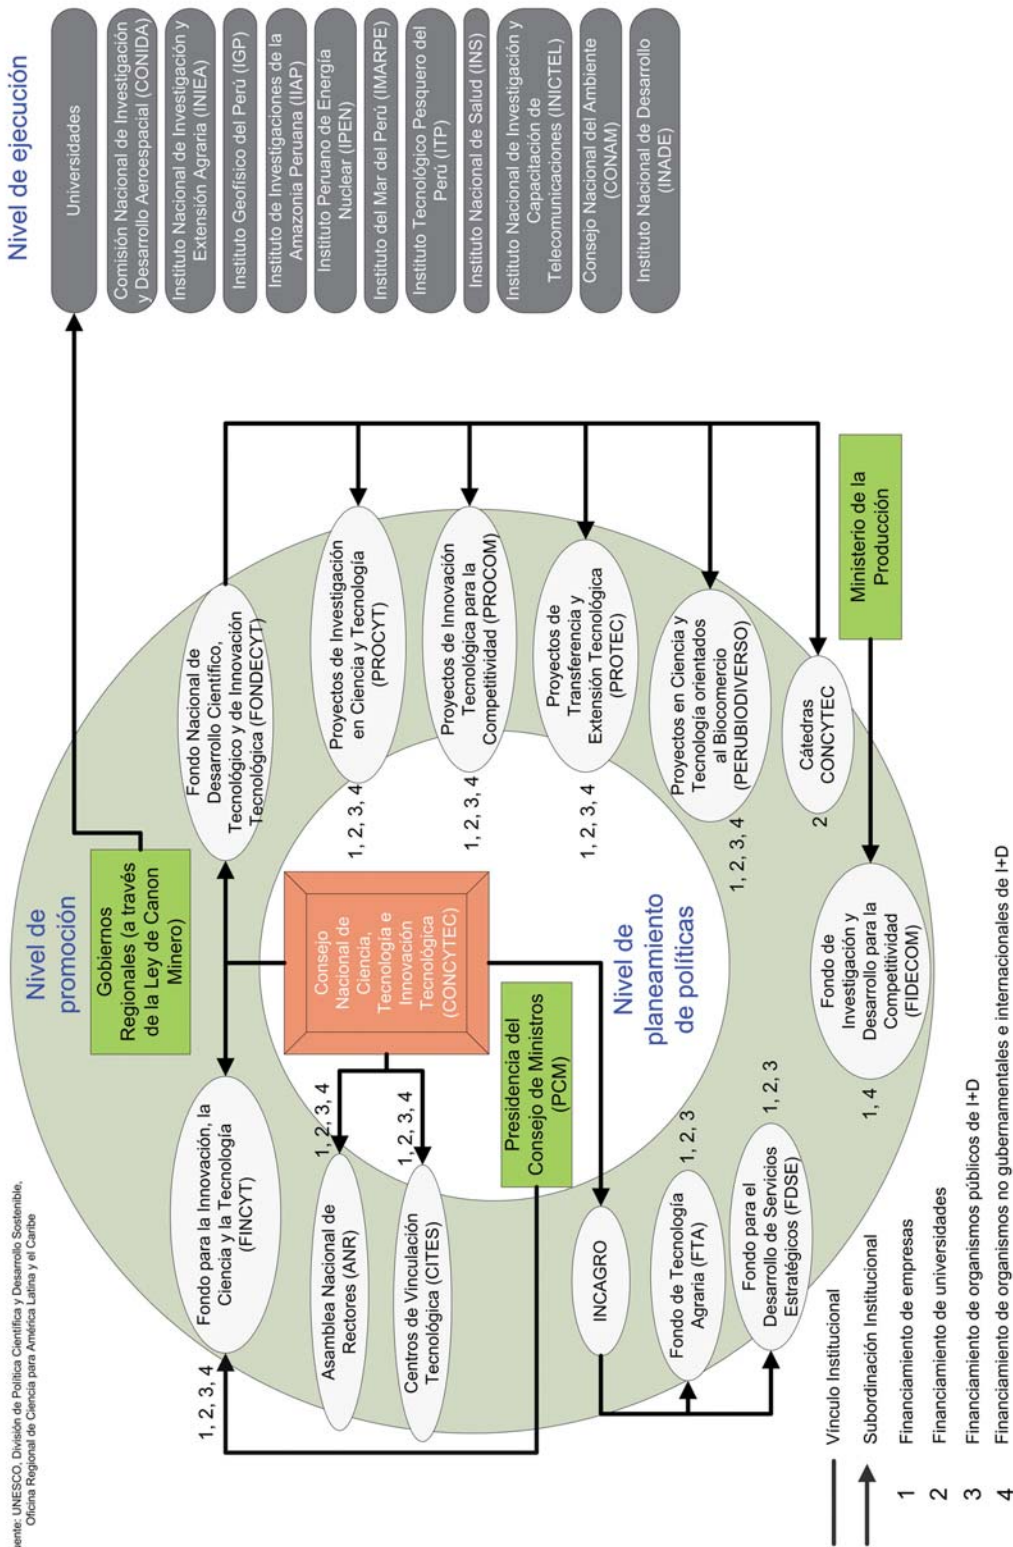 Fuente: UNESCO, División de Política Científica y Desarrollo Sostenible,
Oficina Regional de Ciencia para América Latina y el Caribe
Nivel de
promoción
Nivel de ejecución
Gobiernos
Regionales (a través
de la Ley de Canon
Minero)
Fondo para la Innovación, la
Ciencia y la Tecnología
(FINCYT)
1, 2, 3, 4
Asamblea Nacional de
Rectores (ANR)
1, 2, 3, 4
Centros de Vinculación
Tecnológica (CITES)
1, 2, 3, 4
Consejo
Nacional de
Ciencia,
Tecnología e
Innovación
Tecnológica
(CONCYTEC)
Presidencia del
Consejo de Ministros
(PCM)
Nivel de
planeamiento
de políticas
INCAGRO
Fondo de Tecnología
Agraria (FTA)
1, 2, 3
Fondo para el
Desarrollo de Servicios
Estratégicos (FDSE)
1, 2, 3
Fondo de
Investigación y
Desarrollo para la
Competitividad
(FIDECOM)
1, 4
Fondo Nacional de
Desarrollo Científico,
Tecnológico y de Innovación
Tecnológica (FONDECYT)
Proyectos de Investigación
en Ciencia y Tecnología
(PROCYT)
1, 2, 3, 4
Proyectos de Innovación
Tecnológica para la
Competitividad (PROCOM)
1, 2, 3, 4
Proyectos de
Transferencia y
Extensión Tecnológica
(PROTEC)
1, 2, 3, 4
Proyectos en Ciencia y
Tecnología orientados
al Biocomercio
(PERUBIODIVERSO)
1, 2, 3, 4
Cátedras
CONCYTEC
2
Ministerio de la
Producción
Universidades
Comisión Nacional de Investigación
y Desarrollo Aeroespacial (CONIDA)
Instituto Nacional de Investigación y
Extensión Agraria (INIEA)
Instituto Geofísico del Perú (IGP)
Instituto de Investigaciones de la
Amazonia Peruana (IIAP)
Instituto Peruano de Energía
Nuclear (IPEN)
Instituto del Mar del Perú (IMARPE)
Instituto Tecnológico Pesquero del
Perú (ITP)
Instituto Nacional de Salud (INS)
Instituto Nacional de Investigación y
Capacitación de
Telecomunicaciones (INICTEL)
Consejo Nacional del Ambiente
(CONAM)
Instituto Nacional de Desarrollo
(INADE)
Vínculo Institucional
Subordinación Institucional
1 Financiamiento de empresas
2 Financiamiento de universidades
3 Financiamiento de organismos públicos de I+D
4 Financiamiento de organismos no gubernamentales e internacionales de I+D